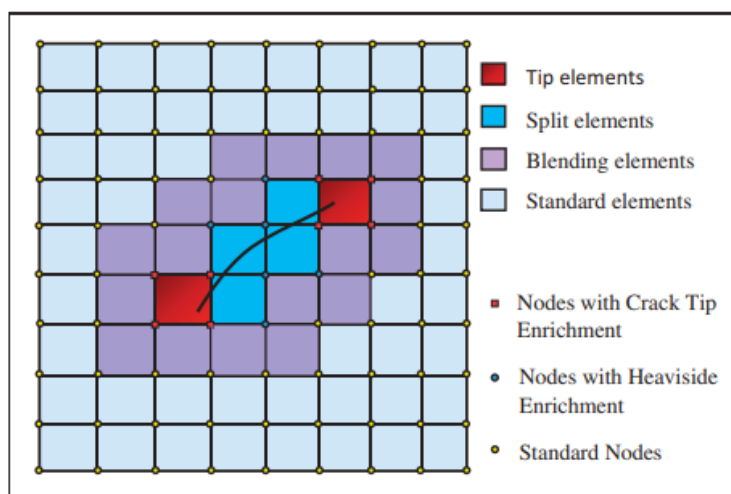 Tip elements
Split elements
Blending elements
Standard elements
Nodes with Crack Tip
Enrichment
Nodes with Heaviside
Enrichment
Standard Nodes